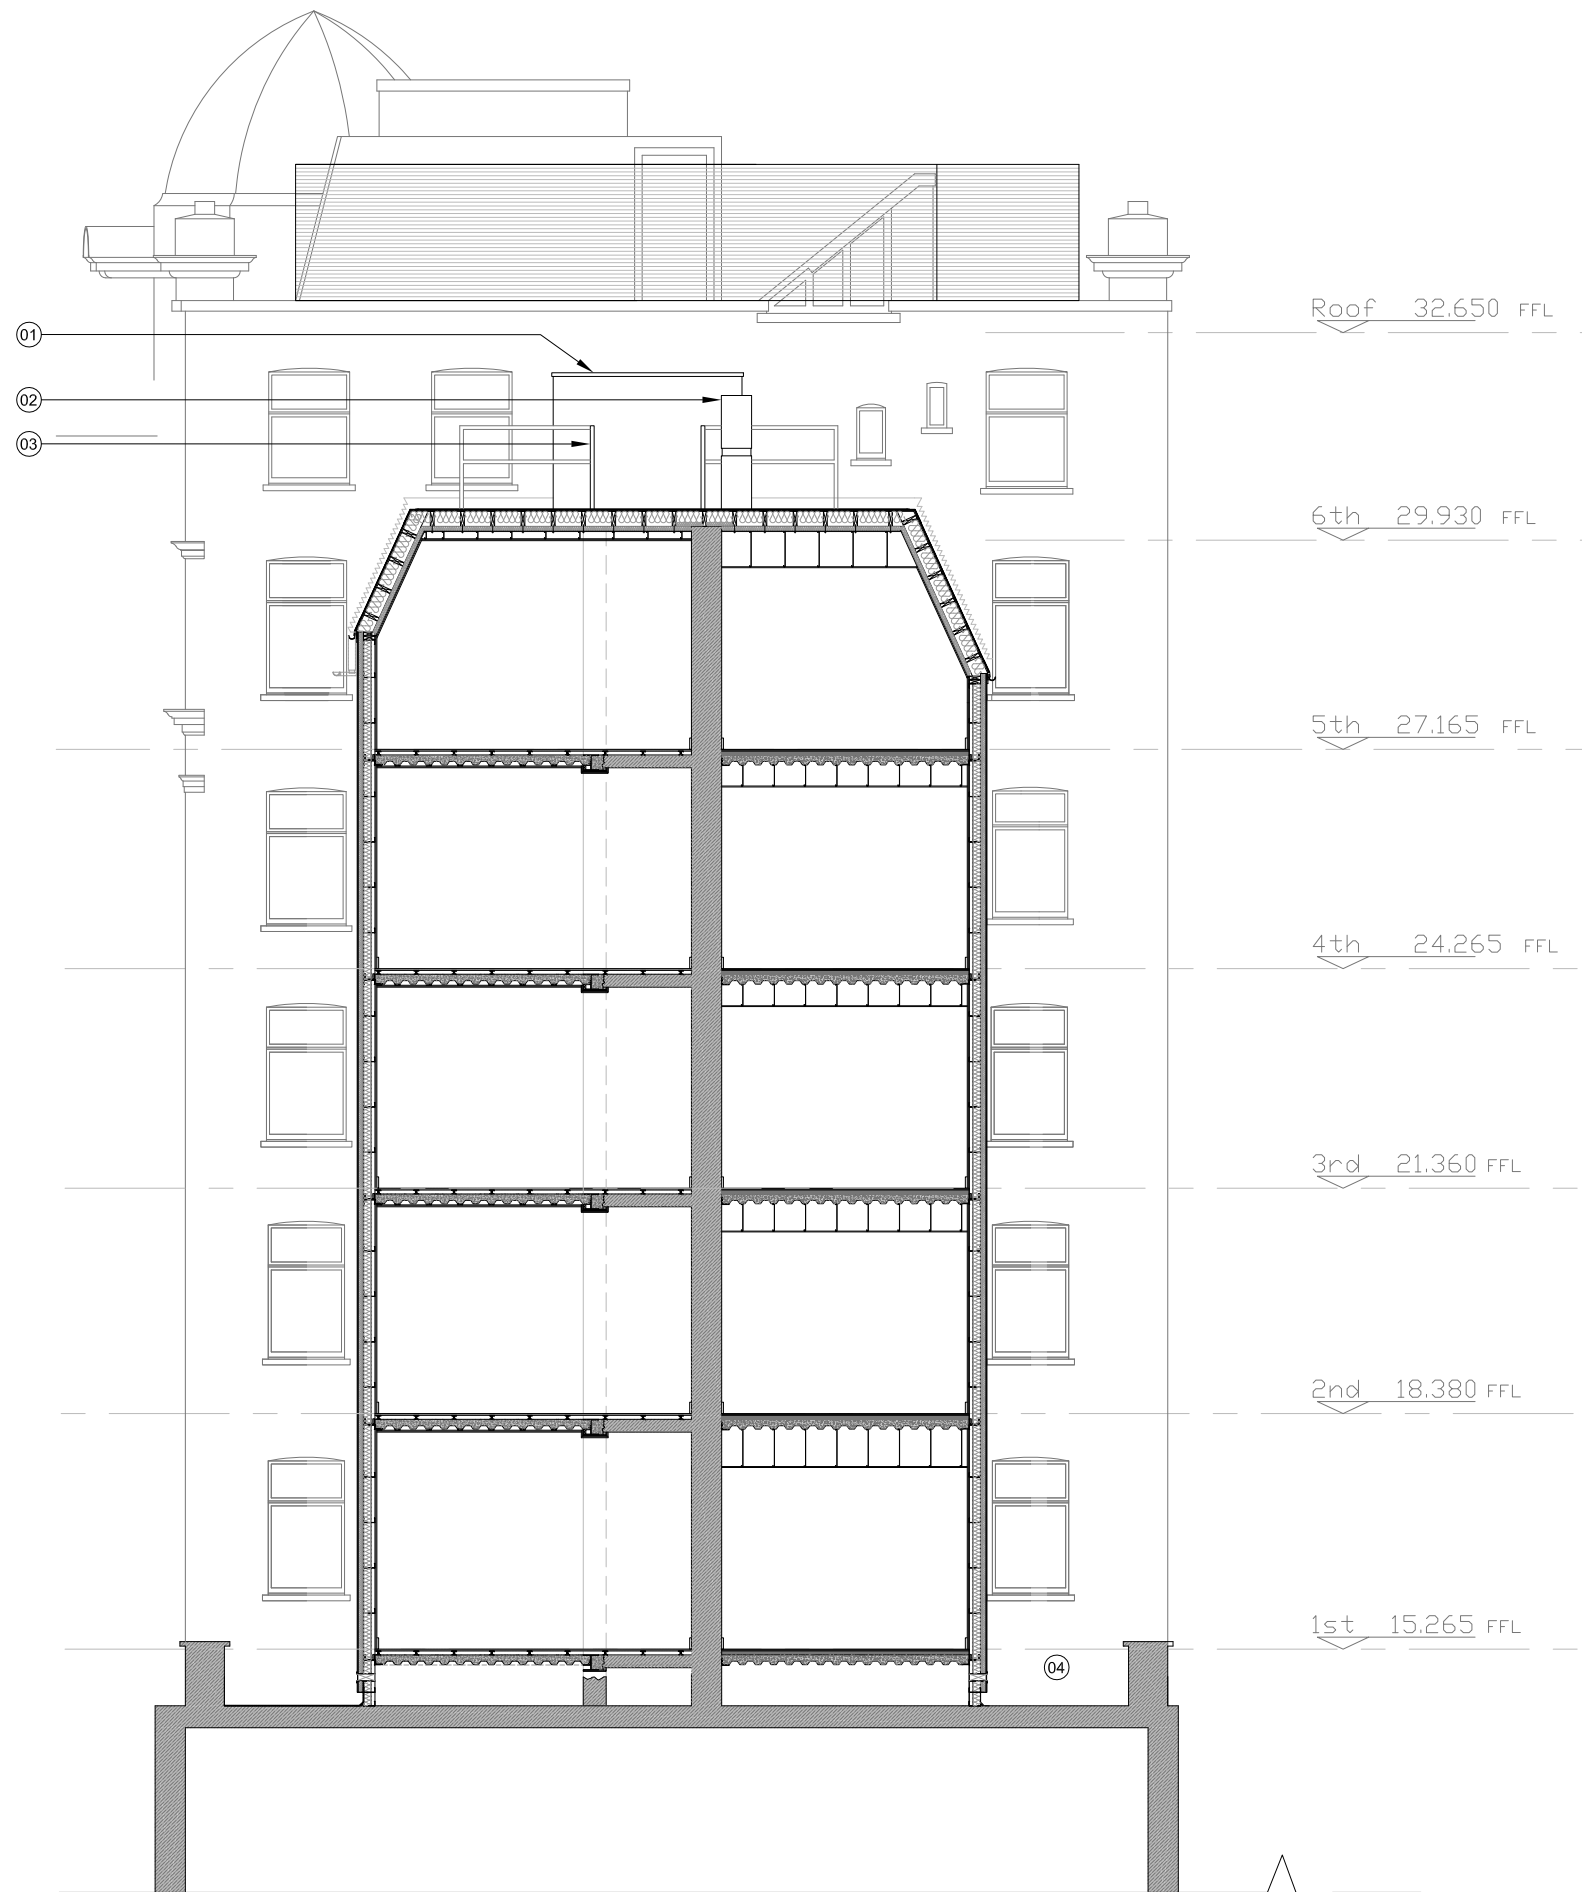 Roof 32.650 FFL
01
02
03
6th 29.930 FFL
5th 27.165 FFL
4th 24.265 FFL
3rd 21.360 FFL
2nd 18.380 FFL
1st 15.265 FFL
04